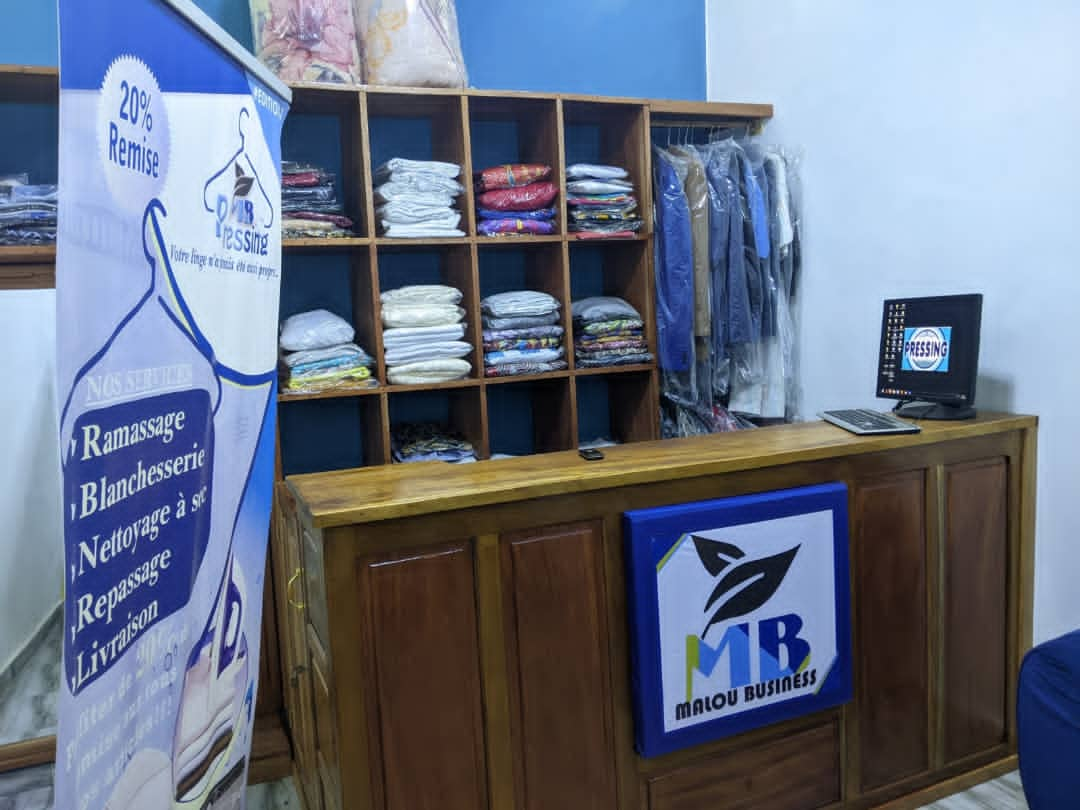 #EDITION
20%
Remise
MB
Pressing
Votre linge n'a jamais été aussi propre...
NOS SERVICES
Ramassage
Blanchesserie
Nettoyage à sec
Repassage
Livraison
PRESSING
MB
MALOU BUSINESS